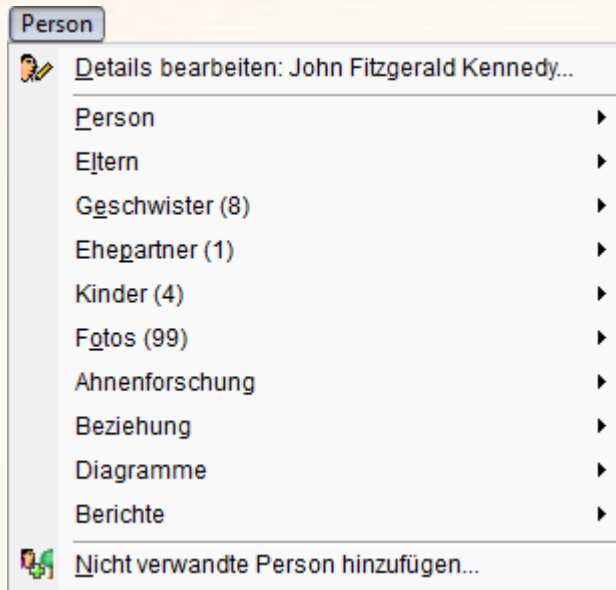 Person
Details bearbeiten: John Fitzgerald Kennedy...
Person
Eltern
Geschwister (8)
Ehepartner (1)
Kinder (4)
Fotos (99)
Ahnenforschung
Beziehung
Diagramme
Berichte
Nicht verwandte Person hinzufügen...